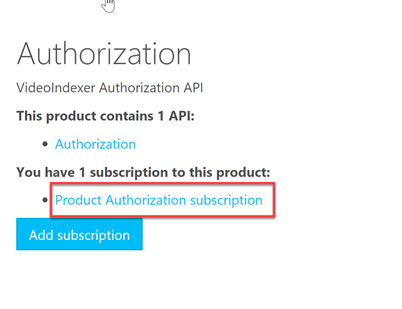 Authorization
VideoIndexer Authorization API
This product contains 1 API:
Authorization
You have 1 subscription to this product:
Product Authorization subscription
Add subscription